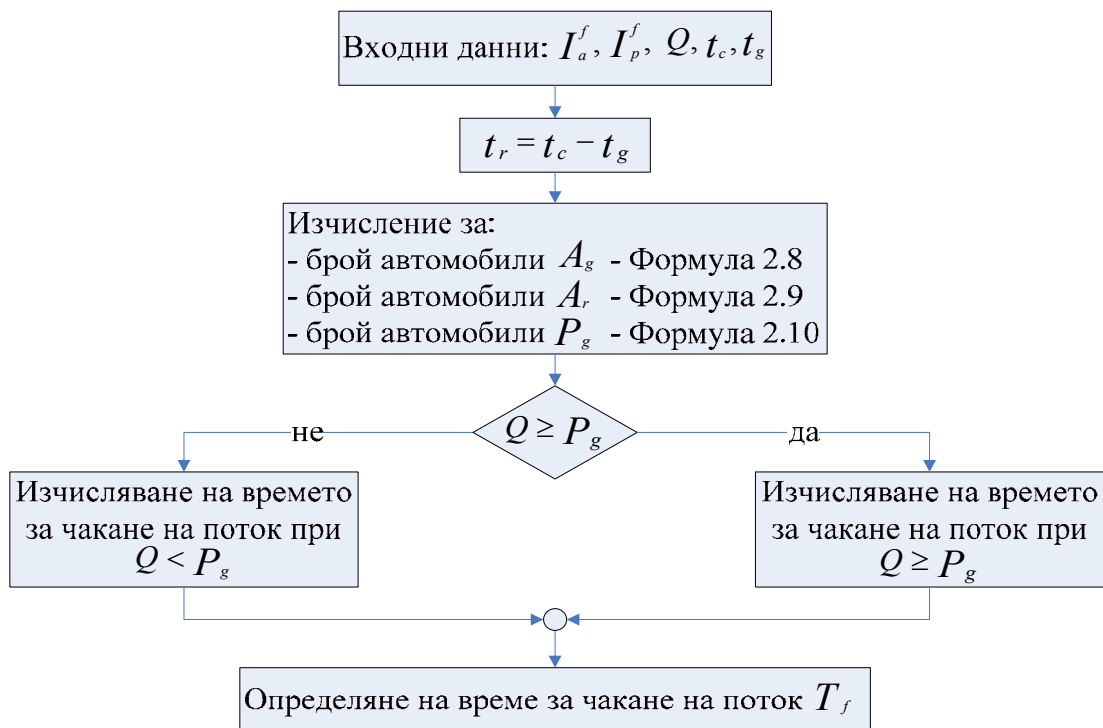 Входни данни: I_a^f, I_p^f, Q, t_c, t_g
t_r = t_c − t_g
Изчисление за:
- брой автомобили A_g - Формула 2.8
- брой автомобили A_r - Формула 2.9
- брой автомобили P_g - Формула 2.10
Q ≥ P_g
не
да
Изчисляване на времето
за чакане на поток при
Q < P_g
Изчисляване на времето
за чакане на поток при
Q ≥ P_g
Определяне на време за чакане на поток T_f